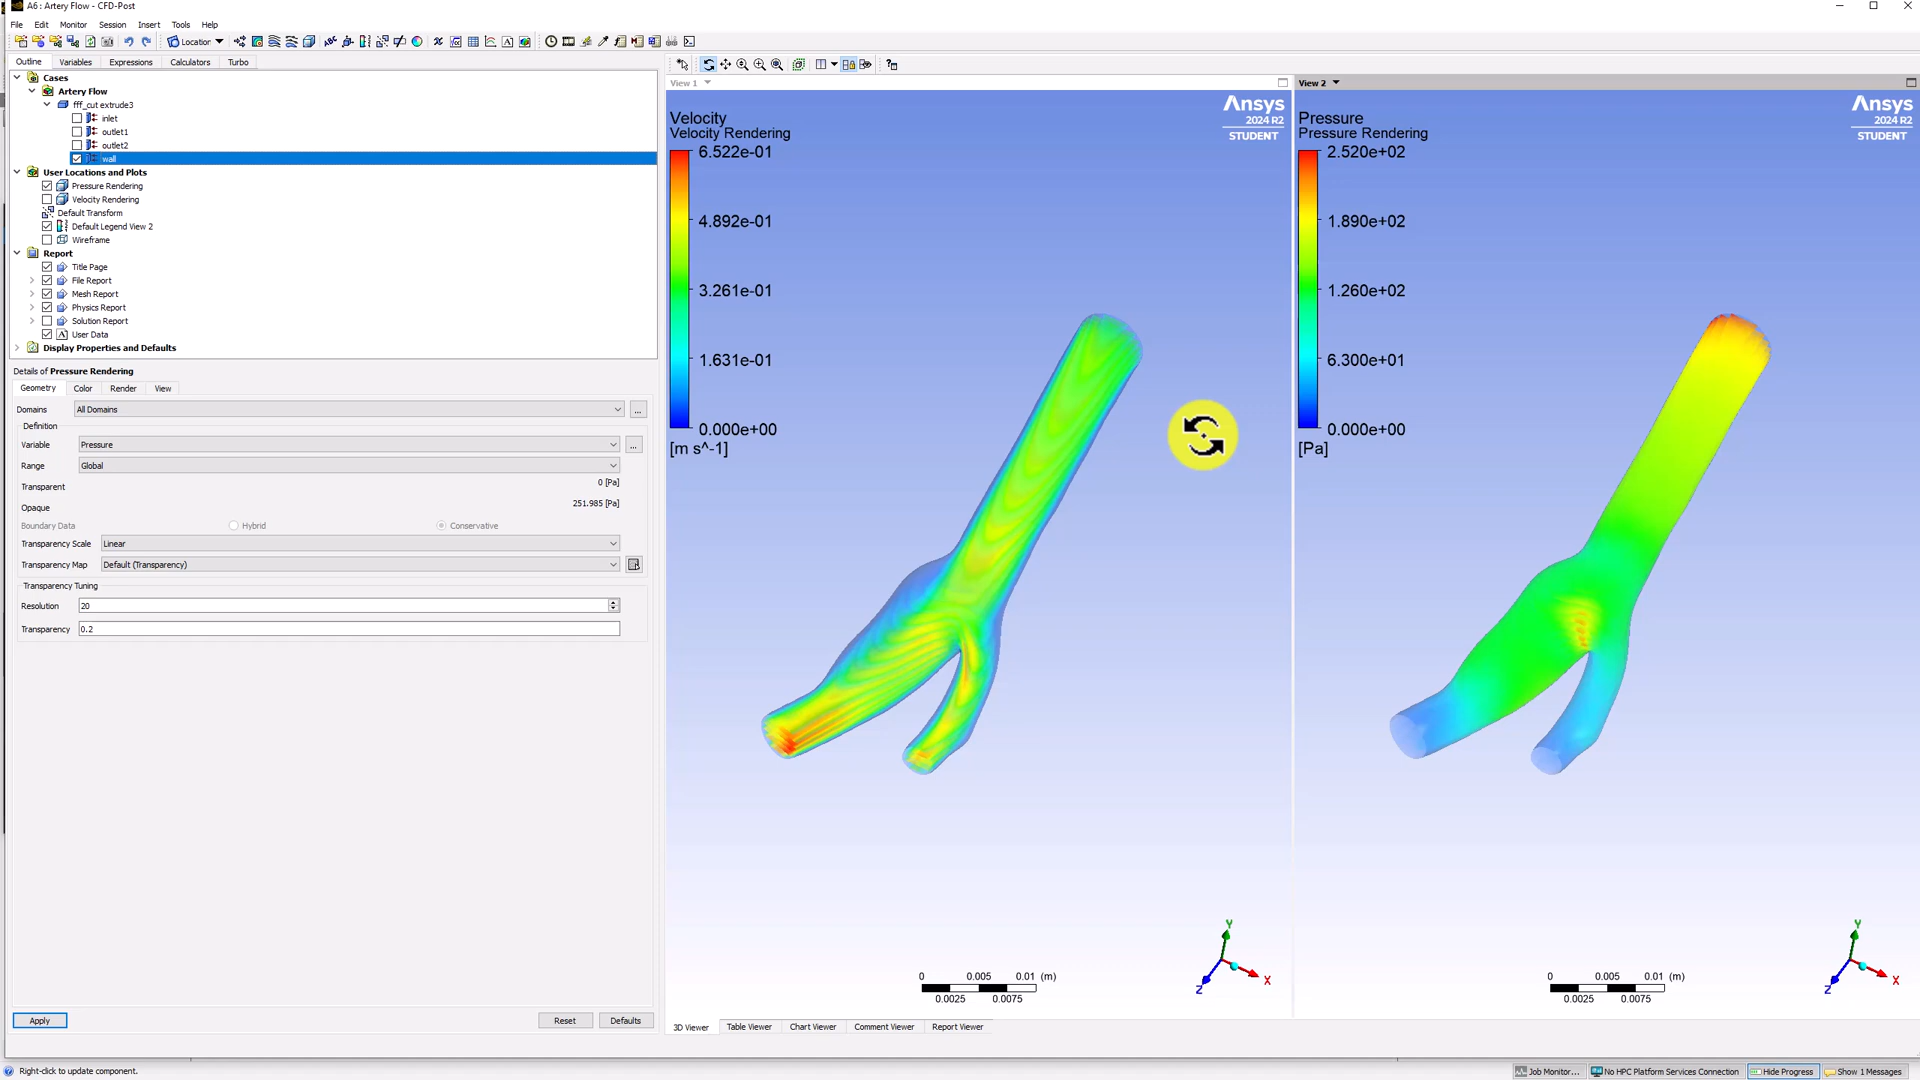 A6 : Artery Flow - CFD-Post
File Edit Monitor Session Insert Tools Help
Location
Outline Variables Expressions Calculators Turbo
Cases
Artery Flow
fff_cut extrude3
inlet
outlet1
outlet2
wall
User Locations and Plots
Pressure Rendering
Velocity Rendering
Default Transform
Default Legend View 2
Wireframe
Report
Title Page
File Report
Mesh Report
Physics Report
Solution Report
User Data
Display Properties and Defaults
Details of Pressure Rendering
Geometry Color Render View
Domains All Domains ...
Definition
Variable Pressure ...
Range Global
Transparent 0 [Pa]
Opaque 251.985 [Pa]
Boundary Data Hybrid Conservative
Transparency Scale Linear
Transparency Map Default (Transparency)
Transparency Tuning
Resolution 20
Transparency 0.2
Apply Reset Defaults
View 1
Velocity
Velocity Rendering
6.522e-01
4.892e-01
3.261e-01
1.631e-01
0.000e+00
[m s^-1]
Ansys
2024 R2
STUDENT
0 0.005 0.01 (m)
0.0025 0.0075
Y
X
Z
View 2
Pressure
Pressure Rendering
2.520e+02
1.890e+02
1.260e+02
6.300e+01
0.000e+00
[Pa]
Ansys
2024 R2
STUDENT
0 0.005 0.01 (m)
0.0025 0.0075
Y
X
Z
3D Viewer Table Viewer Chart Viewer Comment Viewer Report Viewer
Right-click to update component.
Job Monitor... No HPC Platform Services Connection Hide Progress Show 1 Messages